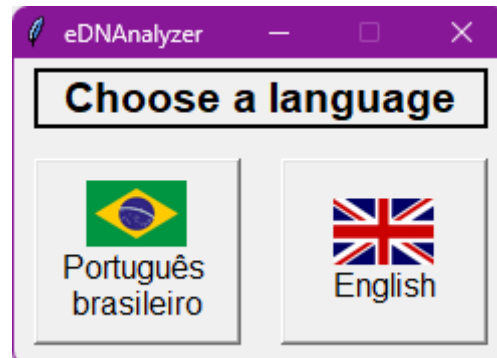 eDNAnalyzer
Choose a language
Português
brasileiro
English